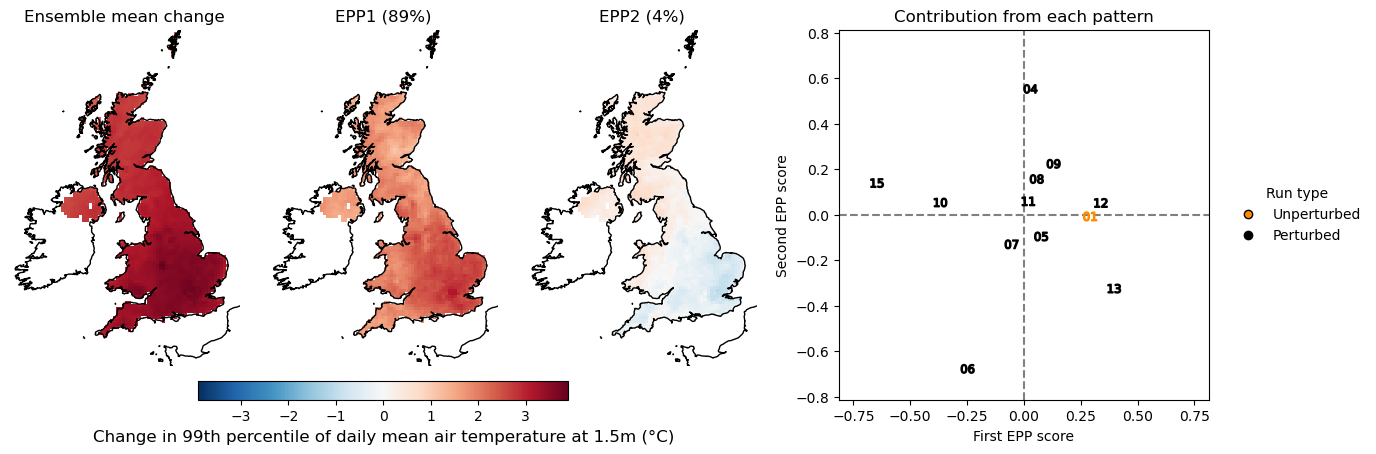 Ensemble mean change
EPP1 (89%)
EPP2 (4%)
−3 −2 −1 0 1 2 3
Change in 99th percentile of daily mean air temperature at 1.5m (°C)
Contribution from each pattern
Second EPP score
0.8
0.6
0.4
0.2
0.0
−0.2
−0.4
−0.6
−0.8
04
09
08
15
10
11
12
01
05
07
13
06
−0.75 −0.50 −0.25 0.00 0.25 0.50 0.75
First EPP score
Run type
Unperturbed
Perturbed